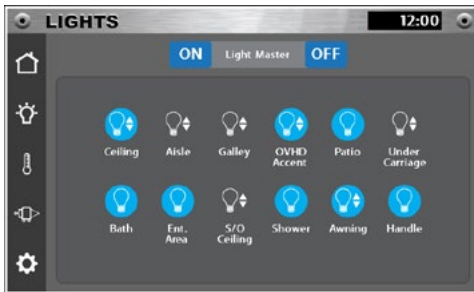 LIGHTS 12:00
ON Light Master OFF
Ceiling Aisle Galley OVHD Accent Patio Under Carriage
Bath Ent. Area S/O Ceiling Shower Awning Handle